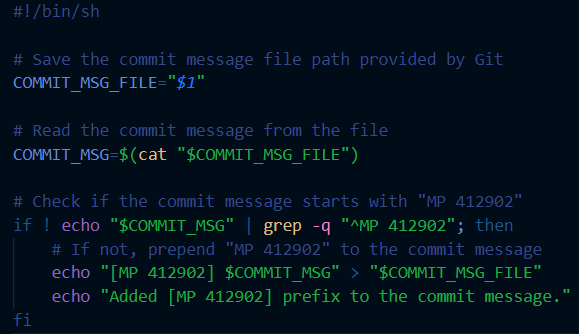 #!/bin/sh

# Save the commit message file path provided by Git
COMMIT_MSG_FILE="$1"

# Read the commit message from the file
COMMIT_MSG=$(cat "$COMMIT_MSG_FILE")

# Check if the commit message starts with "MP 412902"
if ! echo "$COMMIT_MSG" | grep -q "^MP 412902"; then
    # If not, prepend "MP 412902" to the commit message
    echo "[MP 412902] $COMMIT_MSG" > "$COMMIT_MSG_FILE"
    echo "Added [MP 412902] prefix to the commit message."
fi